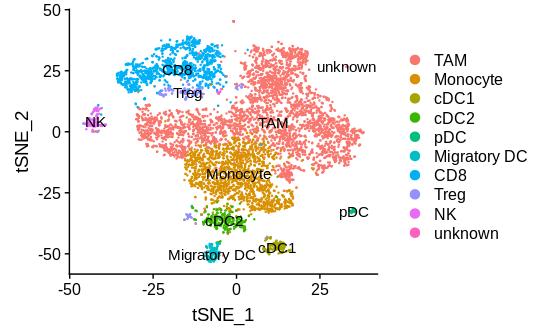 50
25
0
-25
-50
tSNE_2
CD8
Treg
NK
unknown
TAM
Monocyte
cDC2
pDC
Migratory DC
cDC1
-50
-25
0
25
tSNE_1
TAM
Monocyte
cDC1
cDC2
pDC
Migratory DC
CD8
Treg
NK
unknown